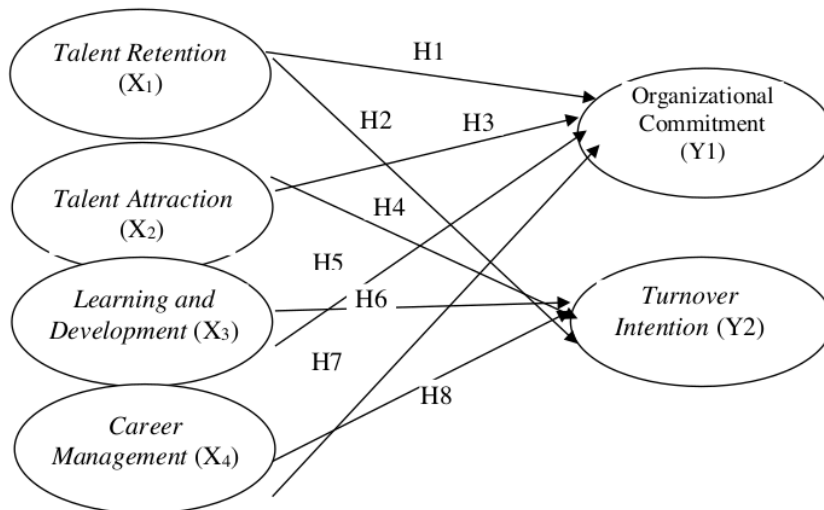 Talent Retention
(X₁)
H1
Organizational
Commitment
(Y1)
H2
H3
Talent Attraction
(X₂)
H4
H5
Learning and
Development (X₃)
H6
Turnover
Intention (Y2)
H7
H8
Career
Management (X₄)